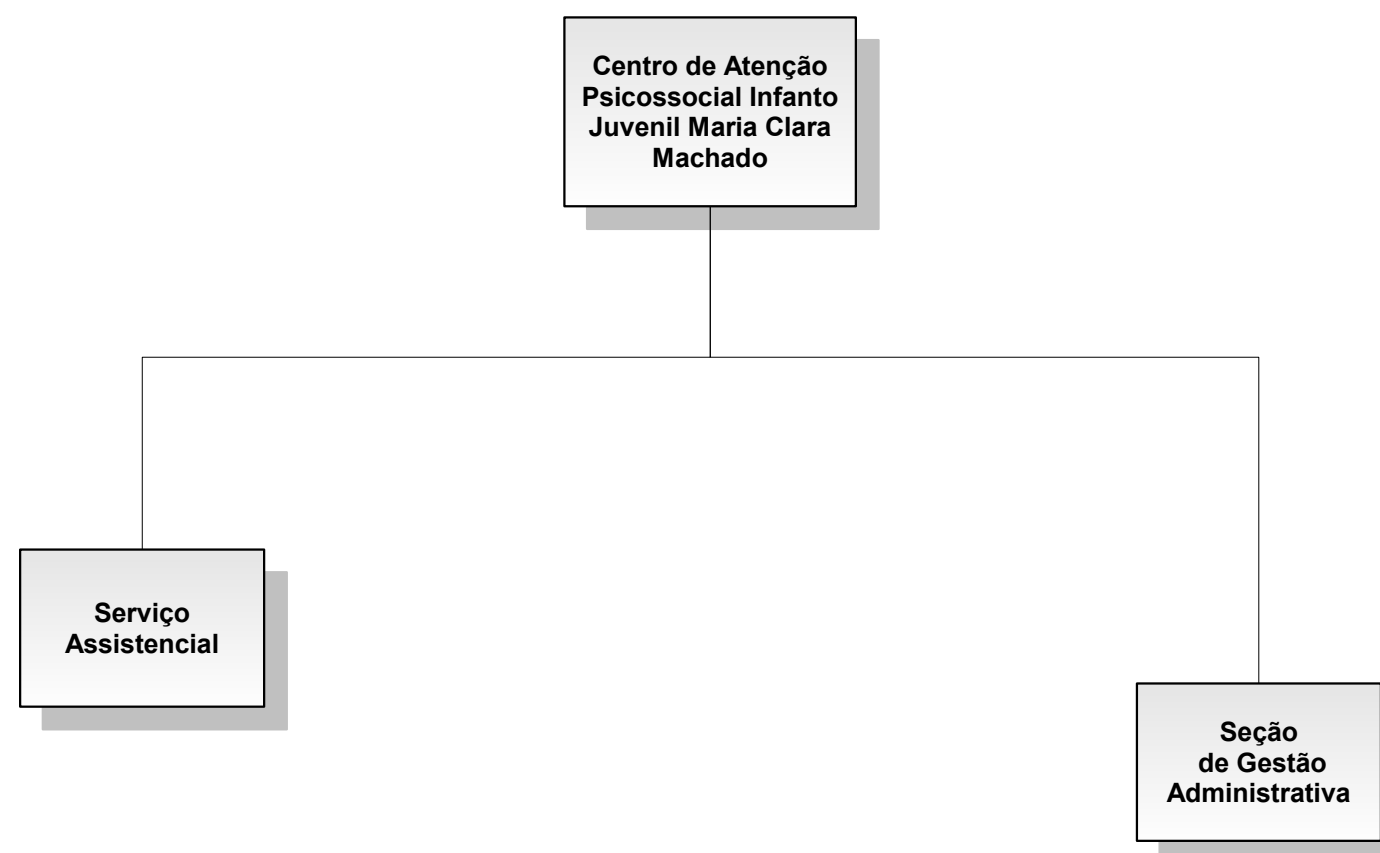 Centro de Atenção
Psicossocial Infanto
Juvenil Maria Clara
Machado
Serviço
Assistencial
Seção
de Gestão
Administrativa